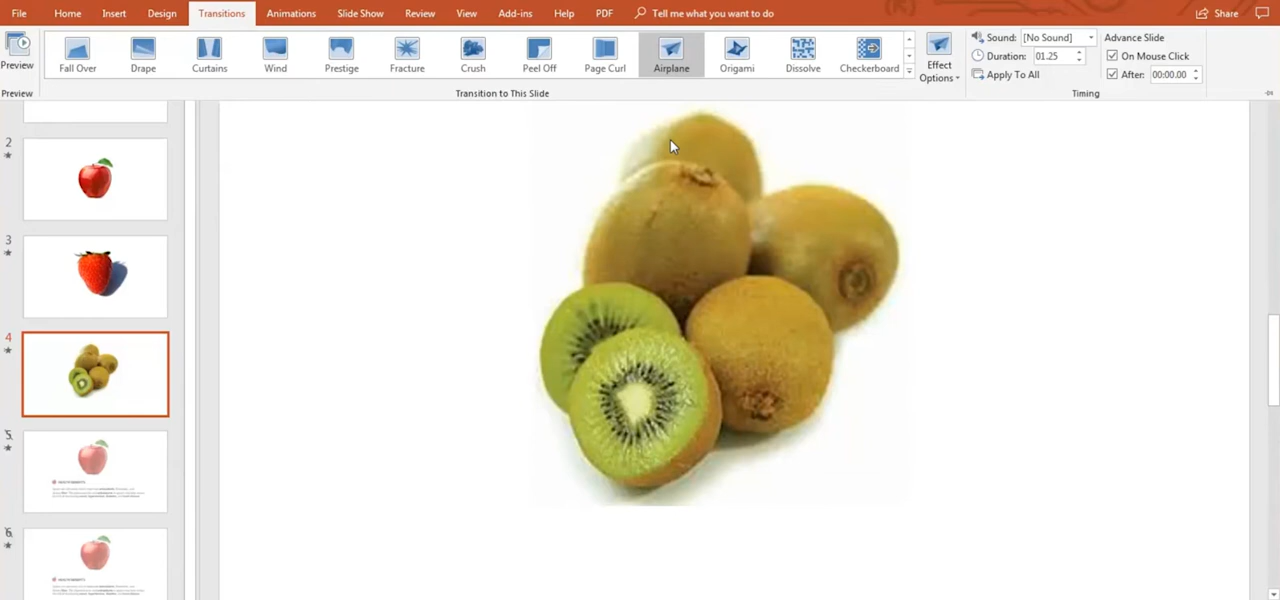 File Home Insert Design Transitions Animations Slide Show Review View Add-ins Help PDF Tell me what you want to do Share
Preview Fall Over Drape Curtains Wind Prestige Fracture Crush Peel Off Page Curl Airplane Origami Dissolve Checkerboard Effect Options
Sound: [No Sound] Advance Slide
Duration: 01.25 On Mouse Click
Apply To All After: 00:00.00
Preview Transition to This Slide Timing
2
3
4
5
6